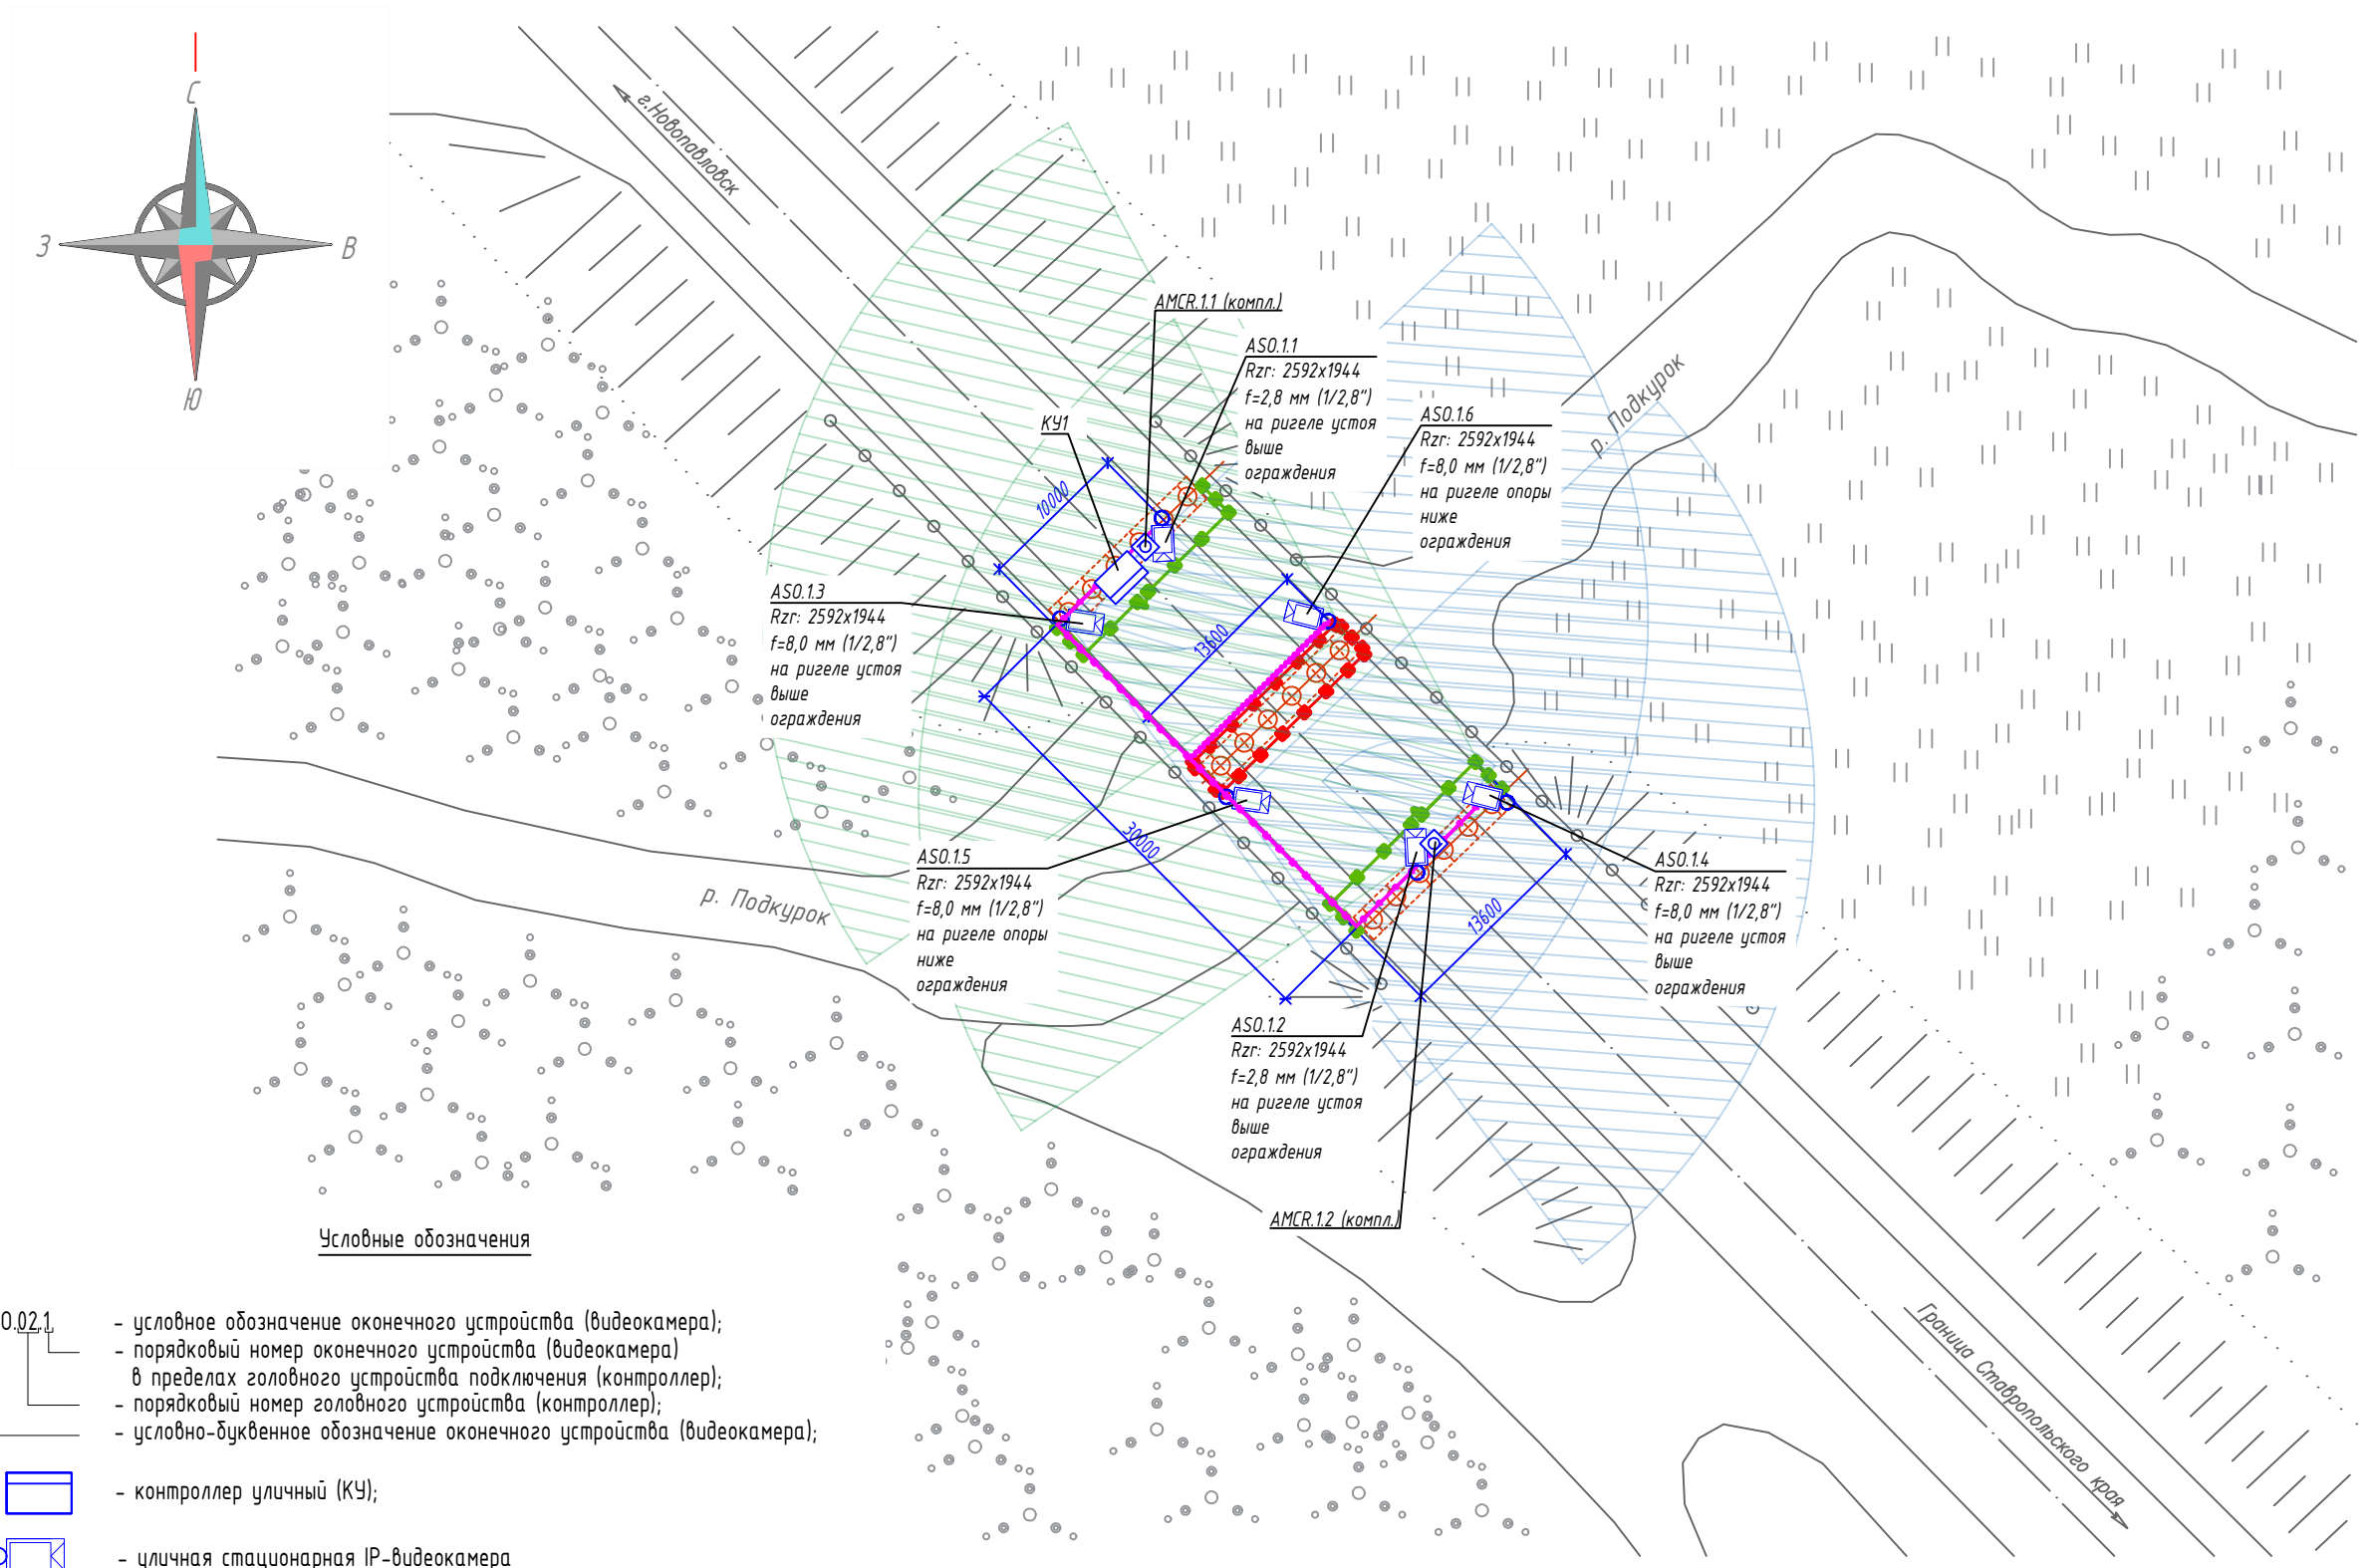 С
З
В
Ю
г.Новопавловск
AMCR.1.1 (компл.)
ASO.1.1
Rzr: 2592x1944
f=2,8 мм (1/2,8")
на ригеле устоя
выше
ограждения
КУ1
ASO.1.6
Rzr: 2592x1944
f=8,0 мм (1/2,8")
на ригеле опоры
ниже
ограждения
р. Подкурок
10000
13600
ASO.1.3
Rzr: 2592x1944
f=8,0 мм (1/2,8")
на ригеле устоя
выше
ограждения
30000
ASO.1.5
Rzr: 2592x1944
f=8,0 мм (1/2,8")
на ригеле опоры
ниже
ограждения
р. Подкурок
13600
ASO.1.4
Rzr: 2592x1944
f=8,0 мм (1/2,8")
на ригеле устоя
выше
ограждения
ASO.1.2
Rzr: 2592x1944
f=2,8 мм (1/2,8")
на ригеле устоя
выше
ограждения
AMCR.1.2 (компл.)
Граница Ставропольского края
Условные обозначения
O.02.1
- условное обозначение оконечного устройства (видеокамера);
- порядковый номер оконечного устройства (видеокамера)
в пределах головного устройства подключения (контроллер);
- порядковый номер головного устройства (контроллер);
- условно-буквенное обозначение оконечного устройства (видеокамера);
- контроллер уличный (КУ);
- уличная стационарная IP-видеокамера